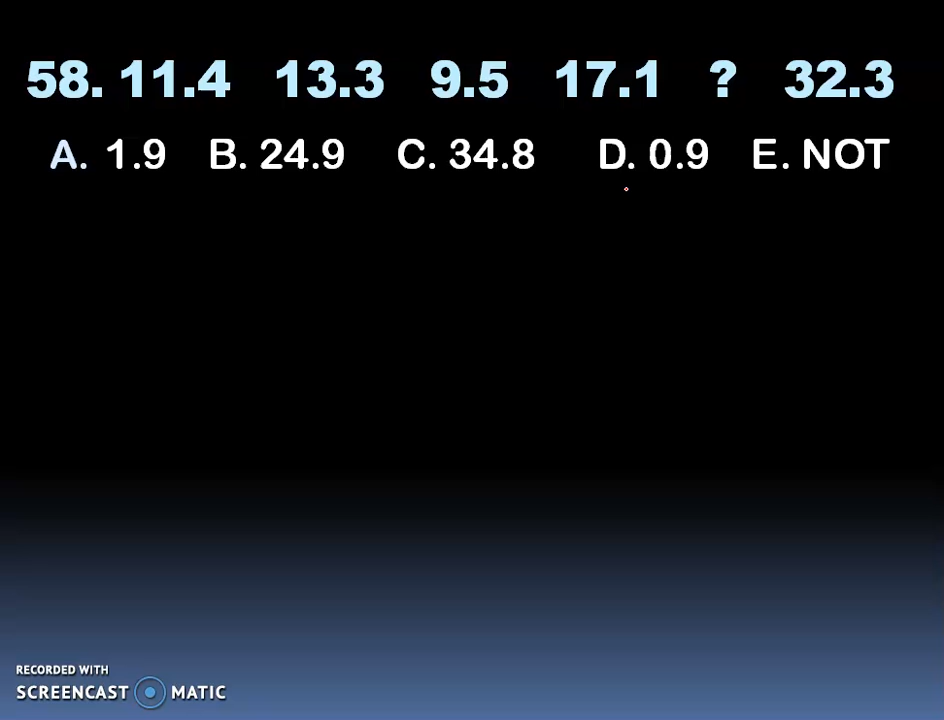 58. 11.4 13.3 9.5 17.1 ? 32.3
A. 1.9 B. 24.9 C. 34.8 D. 0.9 E. NOT
RECORDED WITH
SCREENCAST MATIC